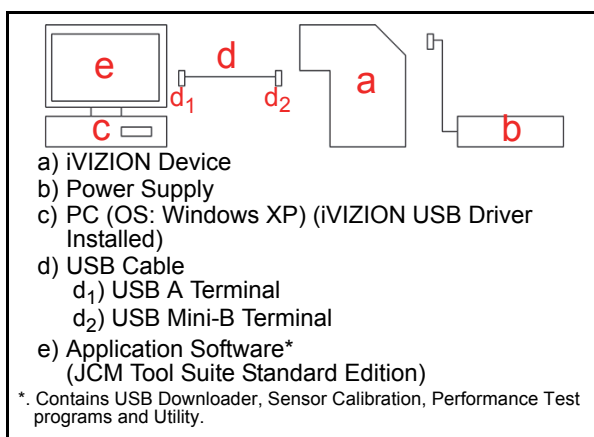 e
d
d1
d2
a
c
b
a) iVIZION Device
b) Power Supply
c) PC (OS: Windows XP) (iVIZION USB Driver
Installed)
d) USB Cable
d1) USB A Terminal
d2) USB Mini-B Terminal
e) Application Software*
(JCM Tool Suite Standard Edition)
*. Contains USB Downloader, Sensor Calibration, Performance Test
programs and Utility.